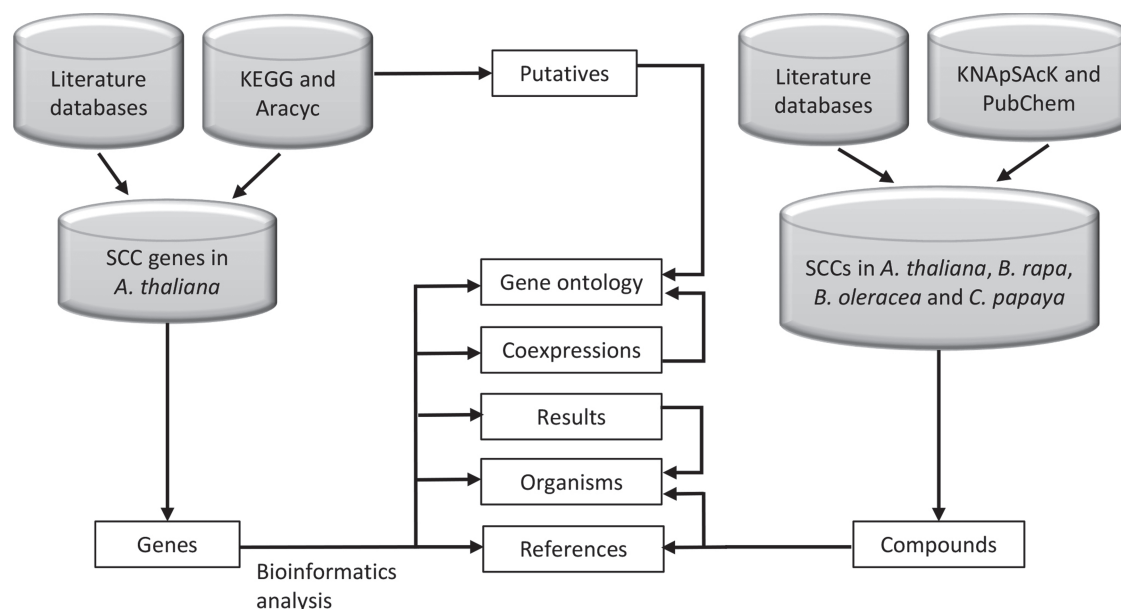 Literature
databases
KEGG and
Aracyc
Putatives
Literature
databases
KNApSAcK and
PubChem
SCC genes in
A. thaliana
SCCs in A. thaliana, B. rapa,
B. oleracea and C. papaya
Gene ontology
Coexpressions
Results
Organisms
Genes
References
Compounds
Bioinformatics
analysis